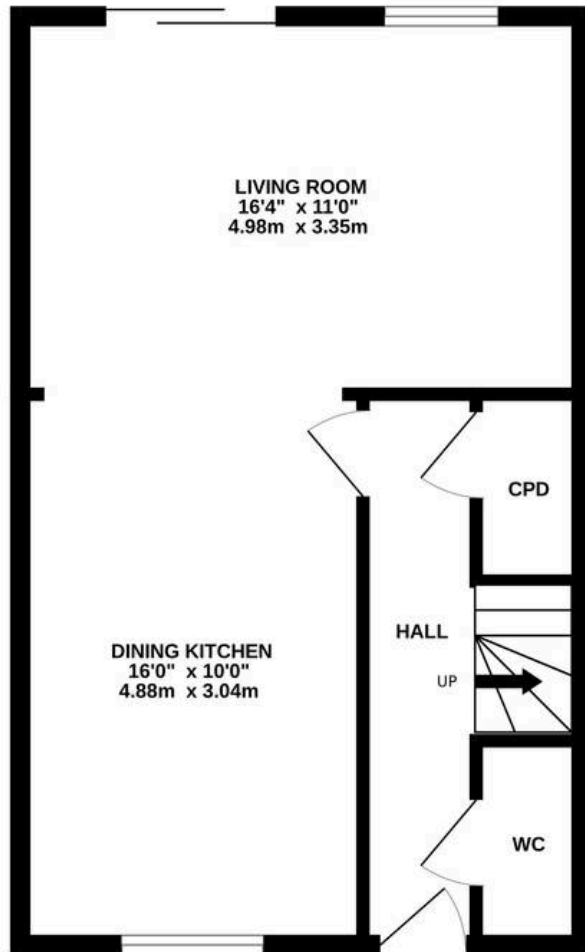 LIVING ROOM
16'4" x 11'0"
4.98m x 3.35m
CPD
HALL
DINING KITCHEN
16'0" x 10'0"
4.88m x 3.04m
UP
WC